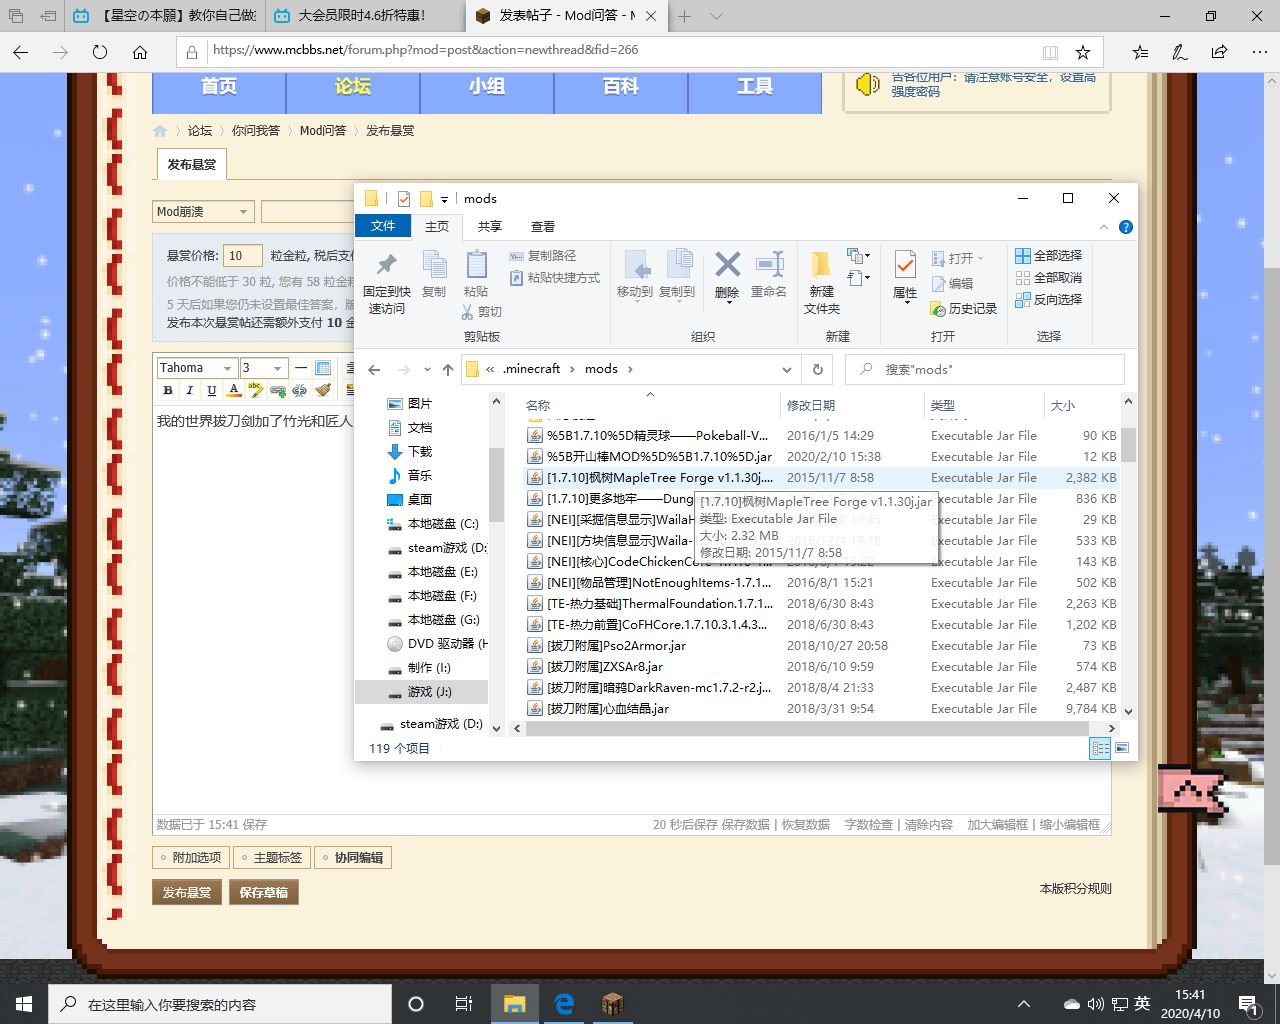 【星空の本願】教你自己做
大会员限时4.6折特惠!
发表帖子 - Mod问答 - M
https://www.mcbbs.net/forum.php?mod=post&action=newthread&fid=266
首页
论坛
小组
百科
工具
告各位用户：请注意账号安全，设置高
强度密码
论坛 〉 你问我答 〉 Mod问答 〉 发布悬赏
发布悬赏
Mod崩溃
悬赏价格: 10 粒金粒, 税后支付
价格不能低于 30 粒, 您有 58 粒金粒
5 天后如果您仍未设置最佳答案，版
发布本次悬赏帖还需额外支付 10 金
Tahoma
3
B I U A
我的世界拔刀剑加了竹光和匠人
mods
文件 主页 共享 查看
固定到快
速访问
复制
粘贴
复制路径
粘贴快捷方式
剪切
剪贴板
移动到 复制到 删除 重命名
组织
新建
文件夹
新建
属性
打开
编辑
历史记录
打开
全部选择
全部取消
反向选择
选择
« .minecraft › mods ›
搜索"mods"
图片
文档
下载
音乐
桌面
本地磁盘 (C:)
steam游戏 (D:
本地磁盘 (E:)
本地磁盘 (F:)
本地磁盘 (G:)
DVD 驱动器 (H
制作 (I:)
游戏 (J:)
steam游戏 (D:)
名称 修改日期 类型 大小
%5B1.7.10%5D精灵球——Pokeball-V... 2016/1/5 14:29 Executable Jar File 90 KB
%5B开山棒MOD%5D%5B1.7.10%5D.jar 2020/2/10 15:38 Executable Jar File 12 KB
[1.7.10]枫树MapleTree Forge v1.1.30j.... 2015/11/7 8:58 Executable Jar File 2,382 KB
[1.7.10]更多地牢——Dung Executable Jar File 836 KB
[NEI][采掘信息显示]WailaH 10:45 Executable Jar File 29 KB
[NEI][方块信息显示]Waila- 2016/12/4 19:18 Executable Jar File 533 KB
[NEI][核心]CodeChickenCore Executable Jar File 143 KB
[NEI][物品管理]NotEnoughItems-1.7.1... 2016/8/1 15:21 Executable Jar File 502 KB
[TE-热力基础]ThermalFoundation.1.7.1... 2018/6/30 8:43 Executable Jar File 2,263 KB
[TE-热力前置]CoFHCore.1.7.10.3.1.4.3... 2018/6/30 8:43 Executable Jar File 1,202 KB
[拔刀附属]Pso2Armor.jar 2018/10/27 20:58 Executable Jar File 73 KB
[拔刀附属]ZXSAr8.jar 2018/6/10 9:59 Executable Jar File 574 KB
[拔刀附属]暗鸦DarkRaven-mc1.7.2-r2.j... 2018/8/4 21:33 Executable Jar File 2,487 KB
[拔刀附属]心血结晶.jar 2018/3/31 9:54 Executable Jar File 9,784 KB
[1.7.10]枫树MapleTree Forge v1.1.30j.jar
类型: Executable Jar File
大小: 2.32 MB
修改日期: 2015/11/7 8:58
119 个项目
数据已于 15:41 保存
20 秒后保存 保存数据 | 恢复数据 字数检查 | 清除内容 加大编辑框 | 缩小编辑框
附加选项
主题标签
协同编辑
发布悬赏
保存草稿
本版积分规则
在这里输入你要搜索的内容
英
15:41
2020/4/10
1